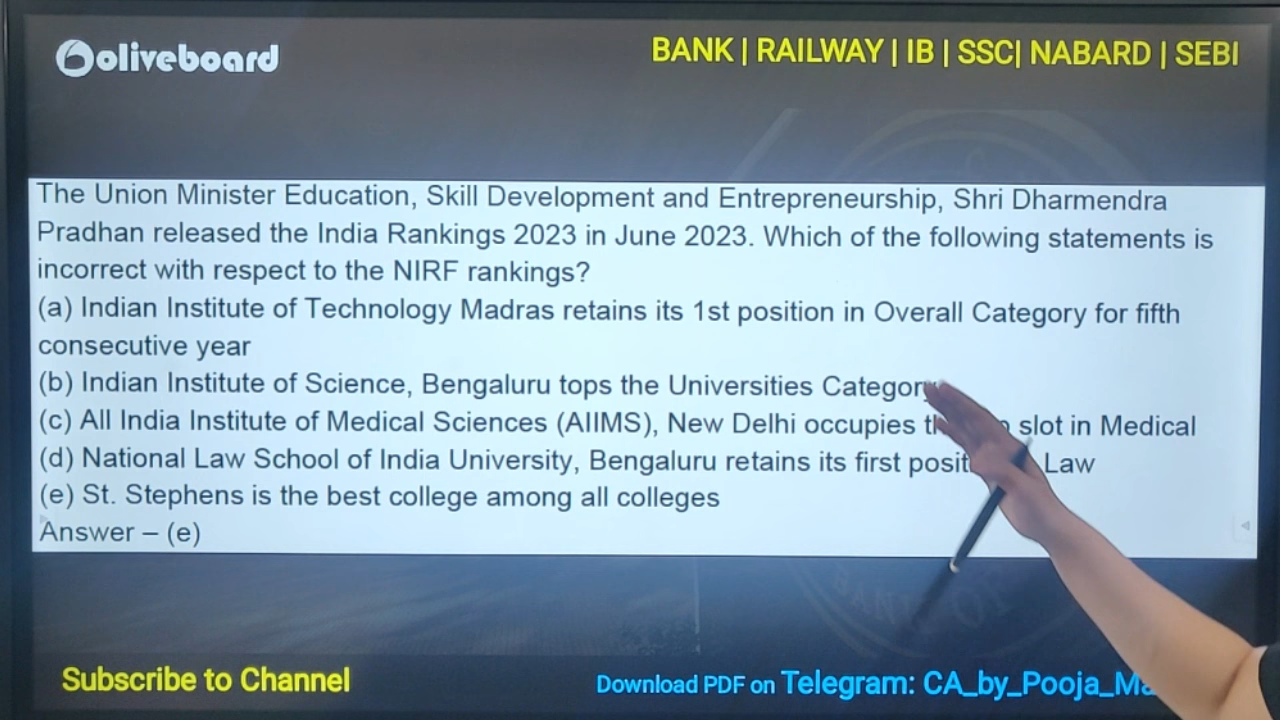 oliveboard
BANK | RAILWAY | IB | SSC| NABARD | SEBI
The Union Minister Education, Skill Development and Entrepreneurship, Shri Dharmendra
Pradhan released the India Rankings 2023 in June 2023. Which of the following statements is
incorrect with respect to the NIRF rankings?
(a) Indian Institute of Technology Madras retains its 1st position in Overall Category for fifth
consecutive year
(b) Indian Institute of Science, Bengaluru tops the Universities Category
(c) All India Institute of Medical Sciences (AIIMS), New Delhi occupies slot in Medical
(d) National Law School of India University, Bengaluru retains its first Law
(e) St. Stephens is the best college among all colleges
Answer – (e)
Subscribe to Channel
Download PDF on Telegram: CA_by_Pooja_